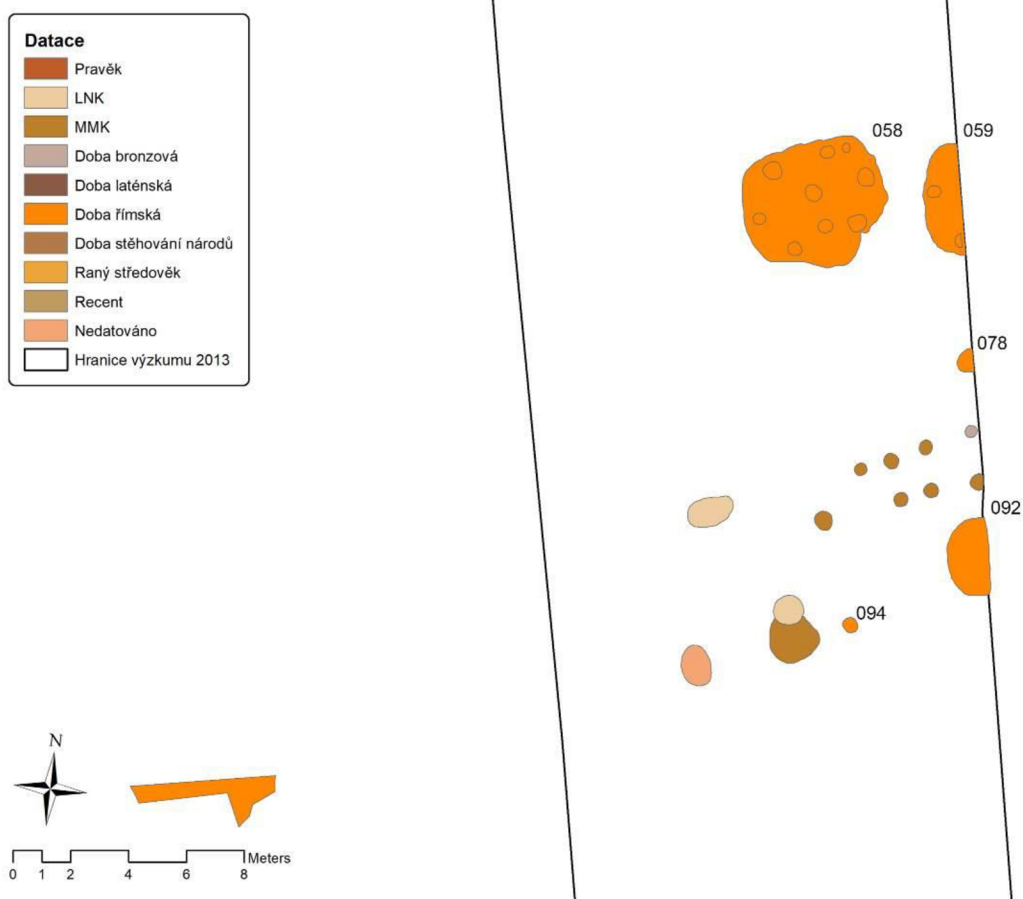 Datace
Pravěk
LNK
MMK
Doba bronzová
Doba laténská
Doba římská
Doba stěhování národů
Raný středověk
Recent
Nedatováno
Hranice výzkumu 2013
058
059
078
092
094
N
Meters
0 1 2 4 6 8